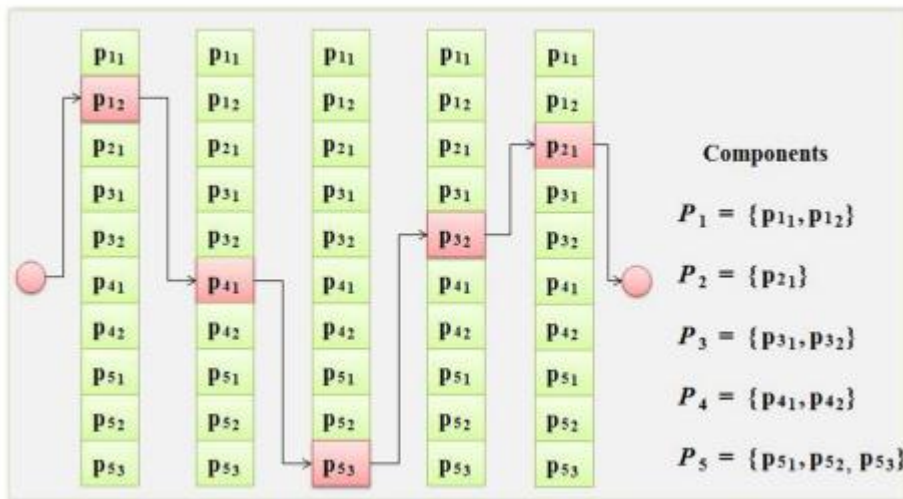 p₁₁ p₁₁ p₁₁ p₁₁ p₁₁
p₁₂ p₁₂ p₁₂ p₁₂ p₁₂
p₂₁ p₂₁ p₂₁ p₂₁ p₂₁
p₃₁ p₃₁ p₃₁ p₃₁ p₃₁
p₃₂ p₃₂ p₃₂ p₃₂ p₃₂
p₄₁ p₄₁ p₄₁ p₄₁ p₄₁
p₄₂ p₄₂ p₄₂ p₄₂ p₄₂
p₅₁ p₅₁ p₅₁ p₅₁ p₅₁
p₅₂ p₅₂ p₅₂ p₅₂ p₅₂
p₅₃ p₅₃ p₅₃ p₅₃ p₅₃
Components
P₁ = {p₁₁, p₁₂}
P₂ = {p₂₁}
P₃ = {p₃₁, p₃₂}
P₄ = {p₄₁, p₄₂}
P₅ = {p₅₁, p₅₂, p₅₃}